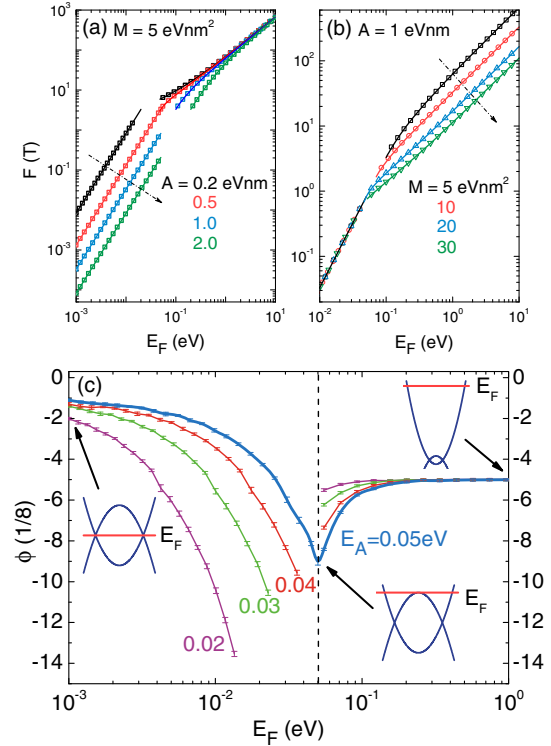 (a) M = 5 eVnm²
10³
10¹
10⁻¹
10⁻³
F (T)
A = 0.2 eVnm
0.5
1.0
2.0
10⁻³ 10⁻² 10⁻¹ 10⁰ 10¹
E_F (eV)
(b) A = 1 eVnm
10²
10¹
10⁰
10⁻¹
M = 5 eVnm²
10
20
30
10⁻² 10⁻¹ 10⁰ 10¹
E_F (eV)
(c)
0
-2
-4
-6
-8
-10
-12
-14
ϕ (1/8)
E_F
E_F
E_F
E_A=0.05eV
0.04
0.03
0.02
0
-2
-4
-6
-8
-10
-12
-14
10⁻³ 10⁻² 10⁻¹ 10⁰
E_F (eV)